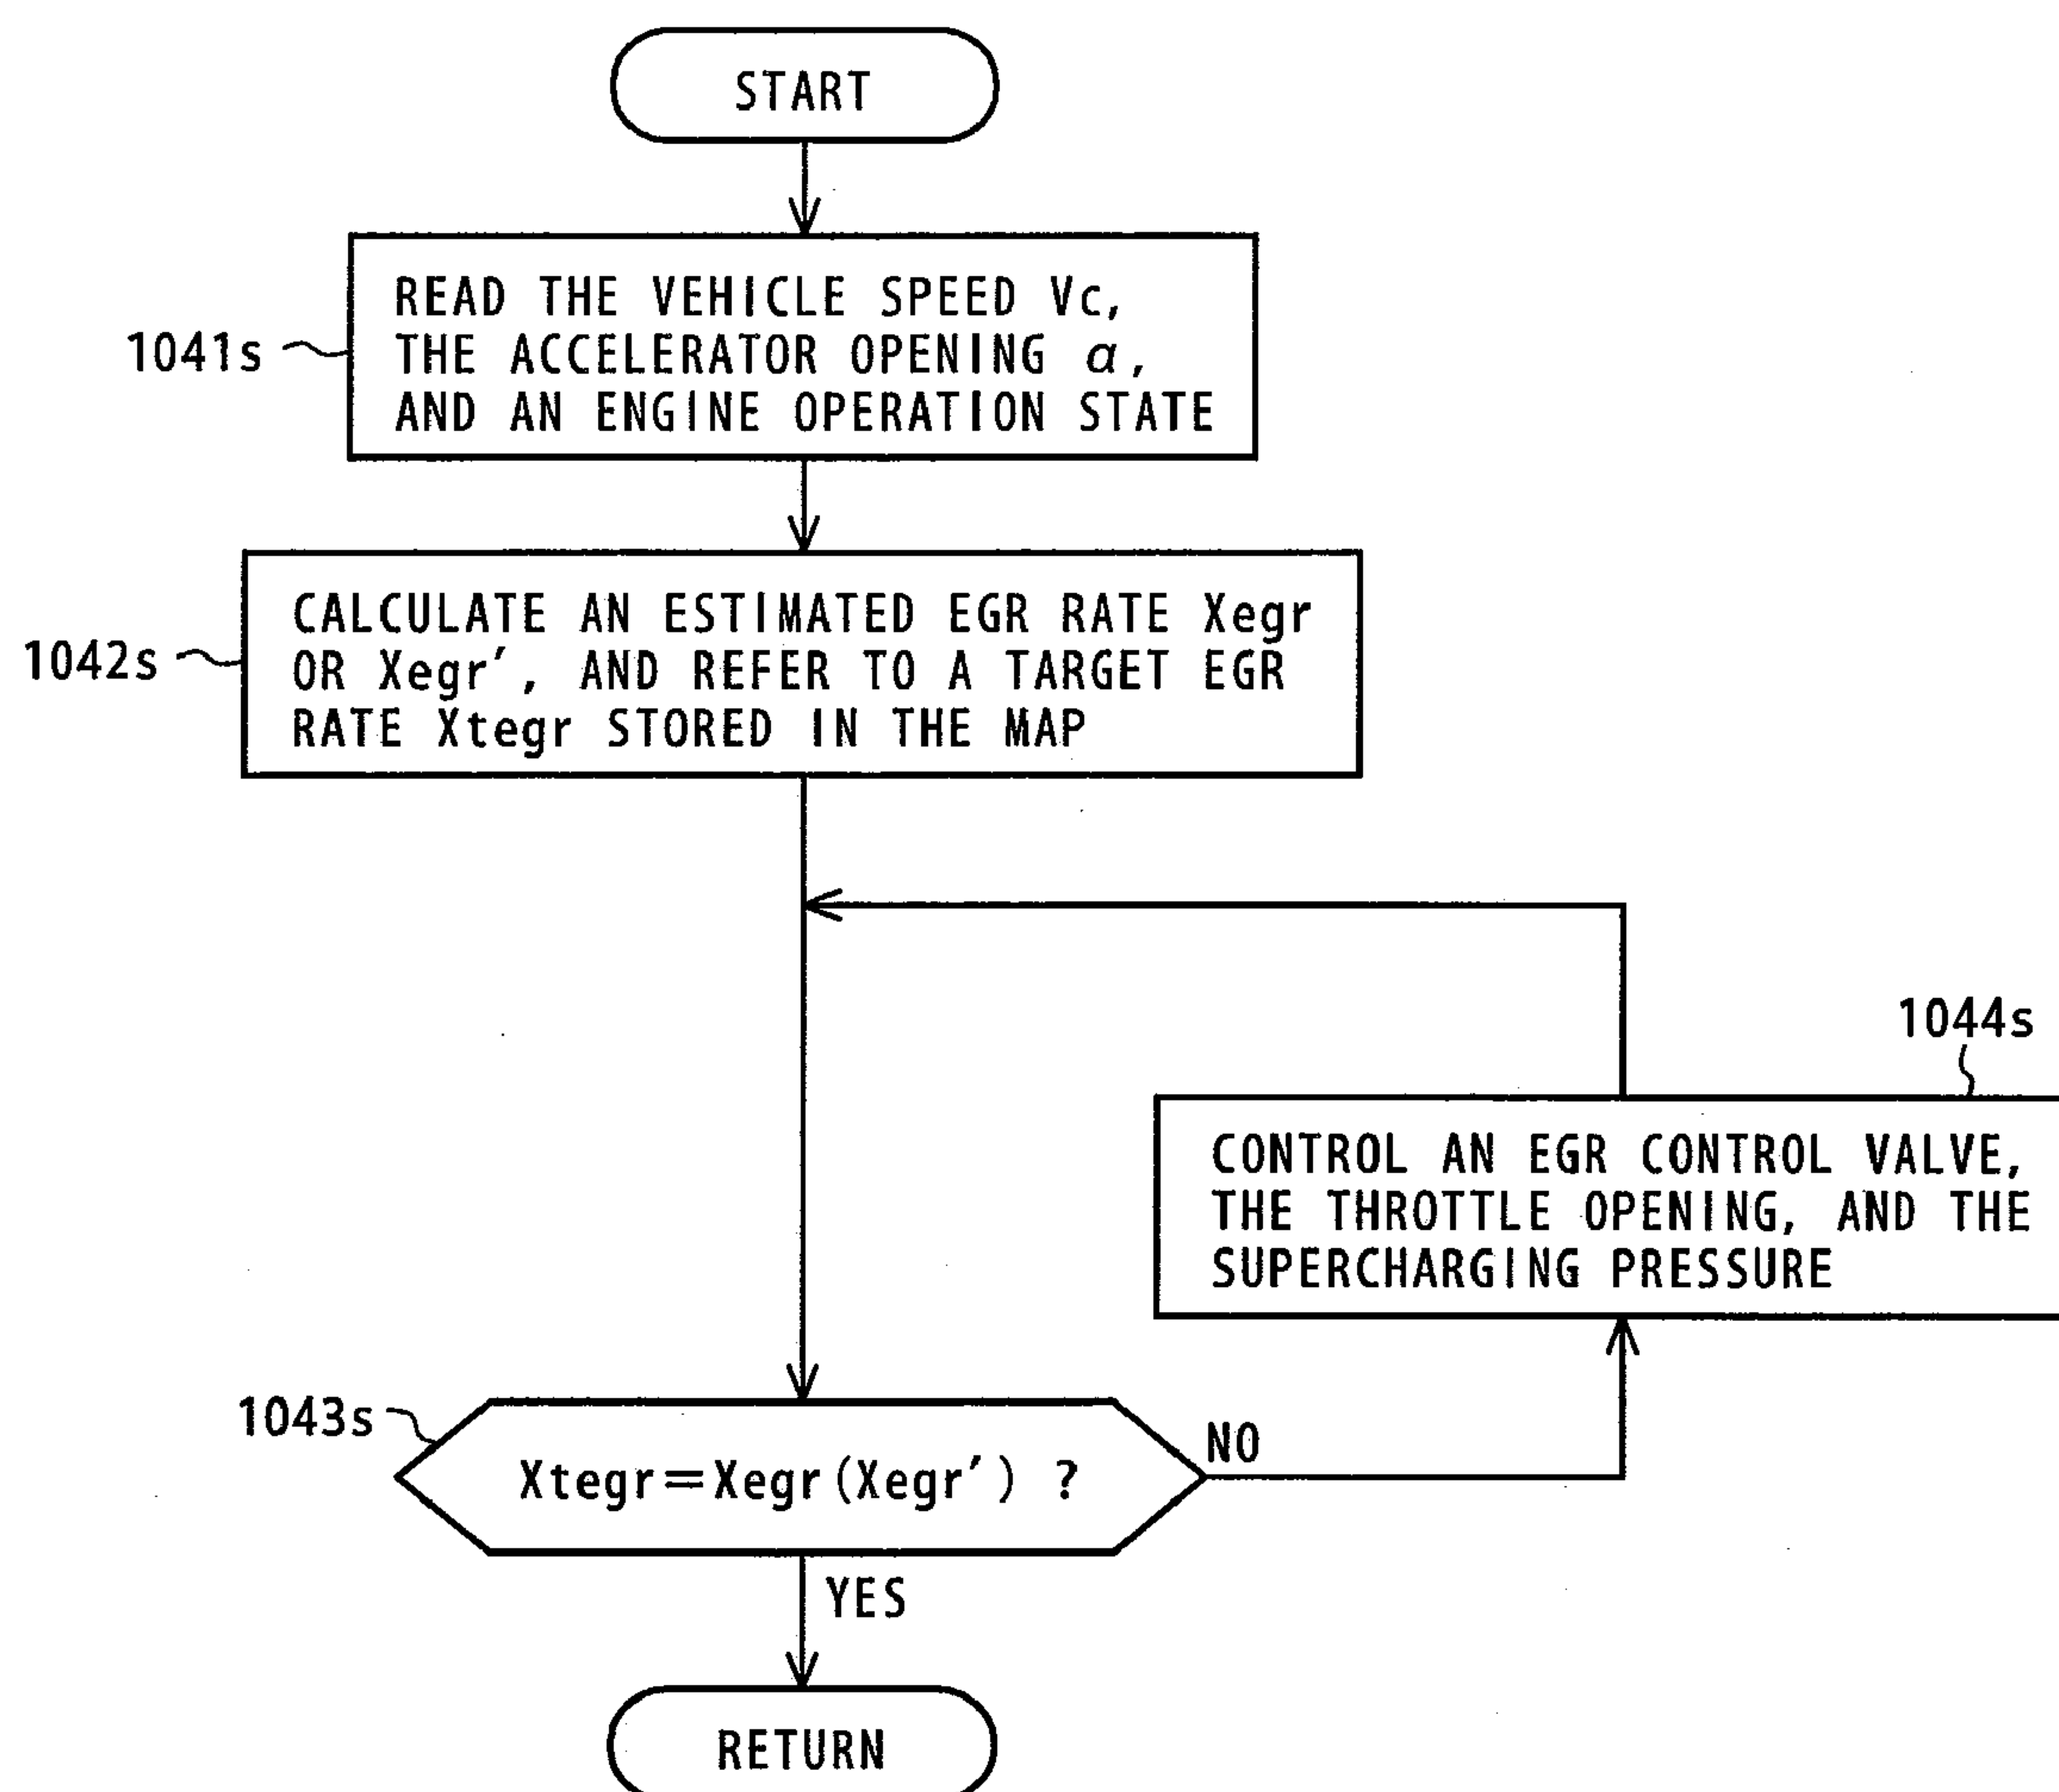 START
1041s
READ THE VEHICLE SPEED Vc,
THE ACCELERATOR OPENING α,
AND AN ENGINE OPERATION STATE
1042s
CALCULATE AN ESTIMATED EGR RATE Xegr
OR Xegr′, AND REFER TO A TARGET EGR
RATE Xtegr STORED IN THE MAP
1044s
CONTROL AN EGR CONTROL VALVE,
THE THROTTLE OPENING, AND THE
SUPERCHARGING PRESSURE
1043s
Xtegr=Xegr(Xegr′) ?
NO
YES
RETURN